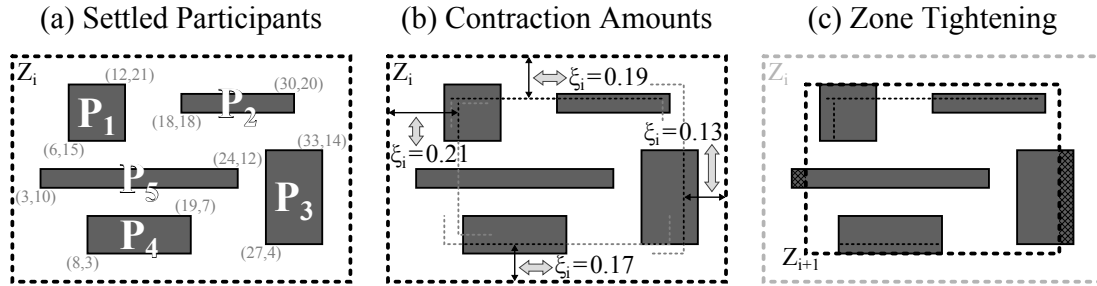 (a) Settled Participants
Zi
(12,21)
(30,20)
P1
P2
(18,18)
(6,15)
(24,12)
(33,14)
P5
(3,10)
(19,7)
P3
P4
(8,3)
(27,4)
(b) Contraction Amounts
Zi
ξi=0.19
ξi=0.13
ξi=0.21
ξi=0.17
(c) Zone Tightening
Zi
Zi+1